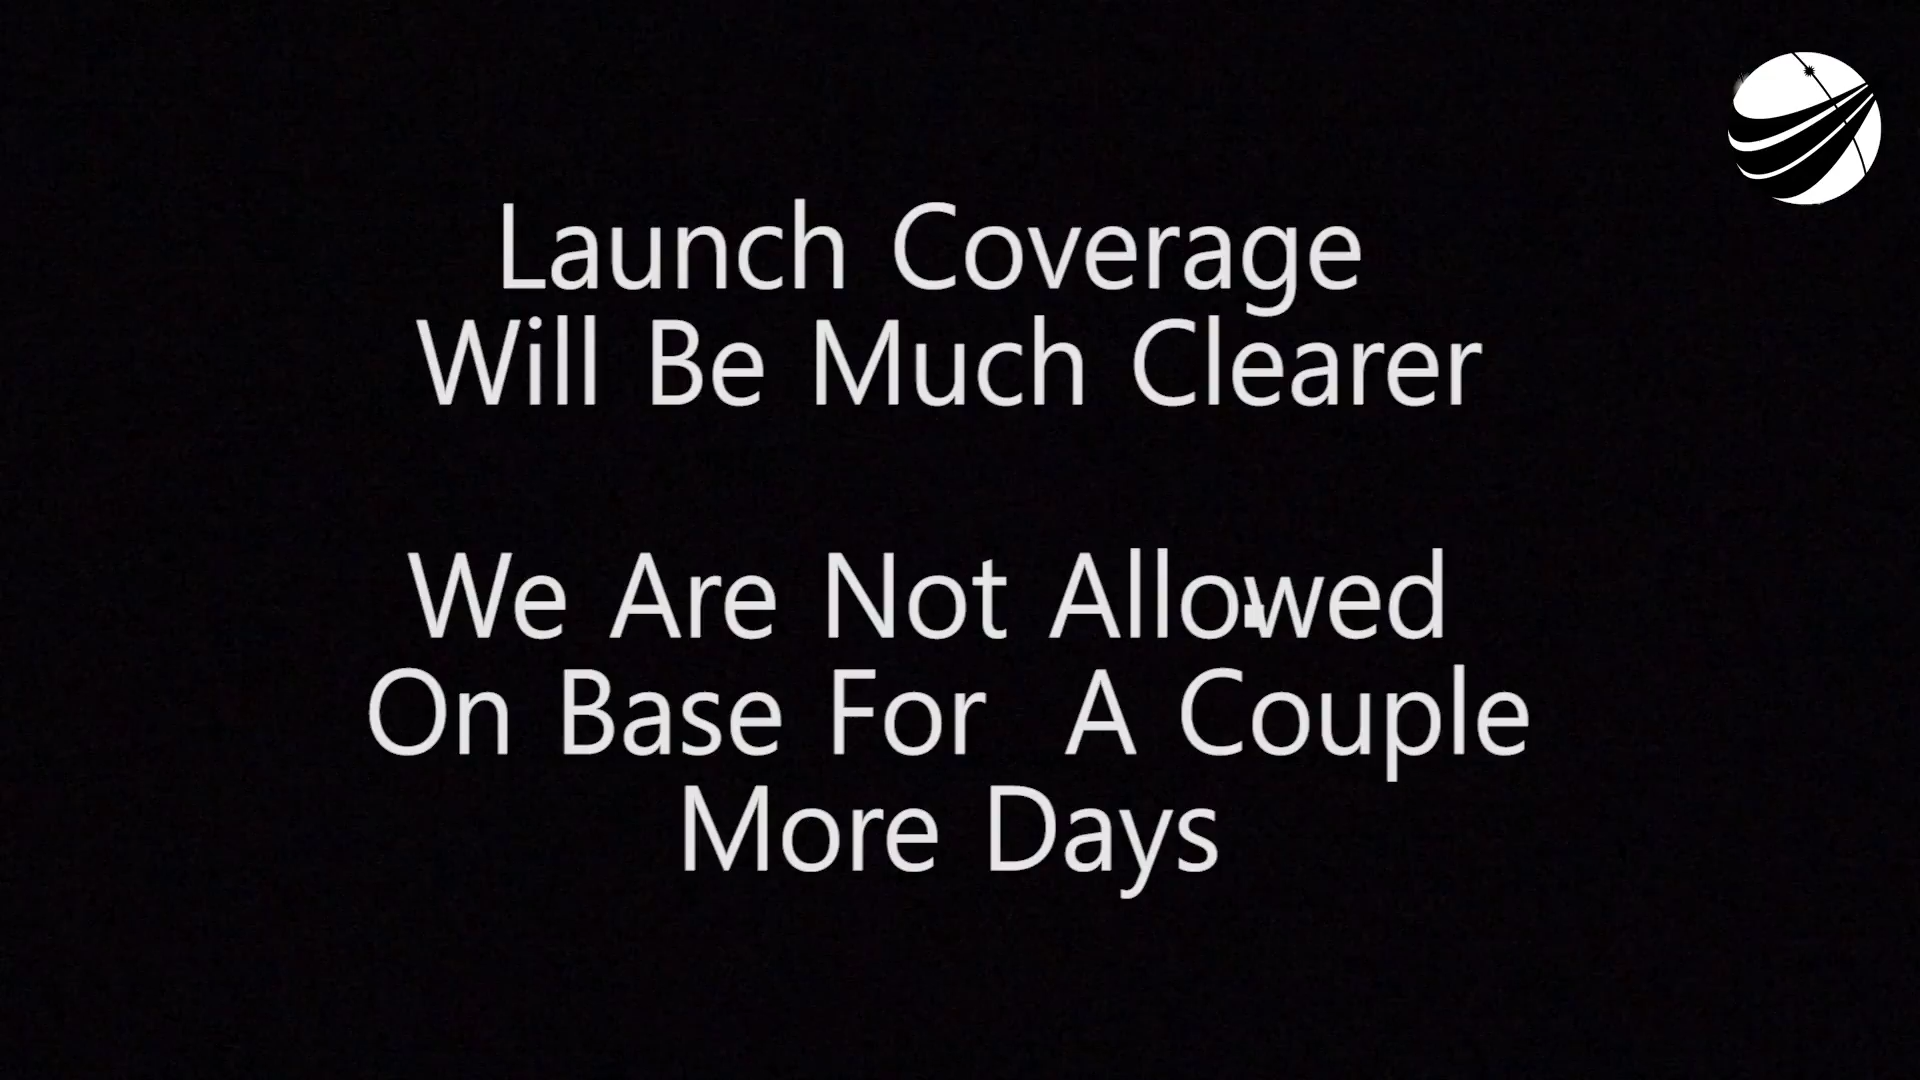 Launch Coverage
Will Be Much Clearer
We Are Not Allowed
On Base For A Couple
More Days